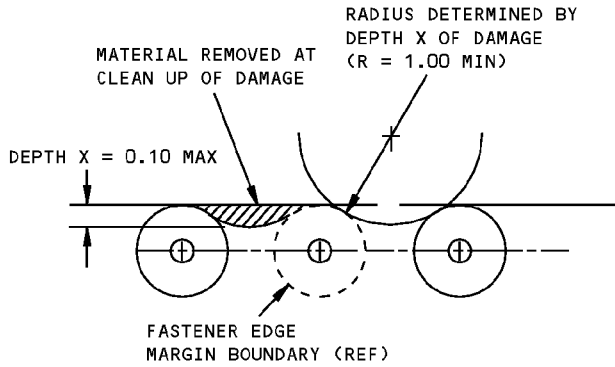 RADIUS DETERMINED BY
DEPTH X OF DAMAGE
(R = 1.00 MIN)
MATERIAL REMOVED AT
CLEAN UP OF DAMAGE
DEPTH X = 0.10 MAX
FASTENER EDGE
MARGIN BOUNDARY (REF)